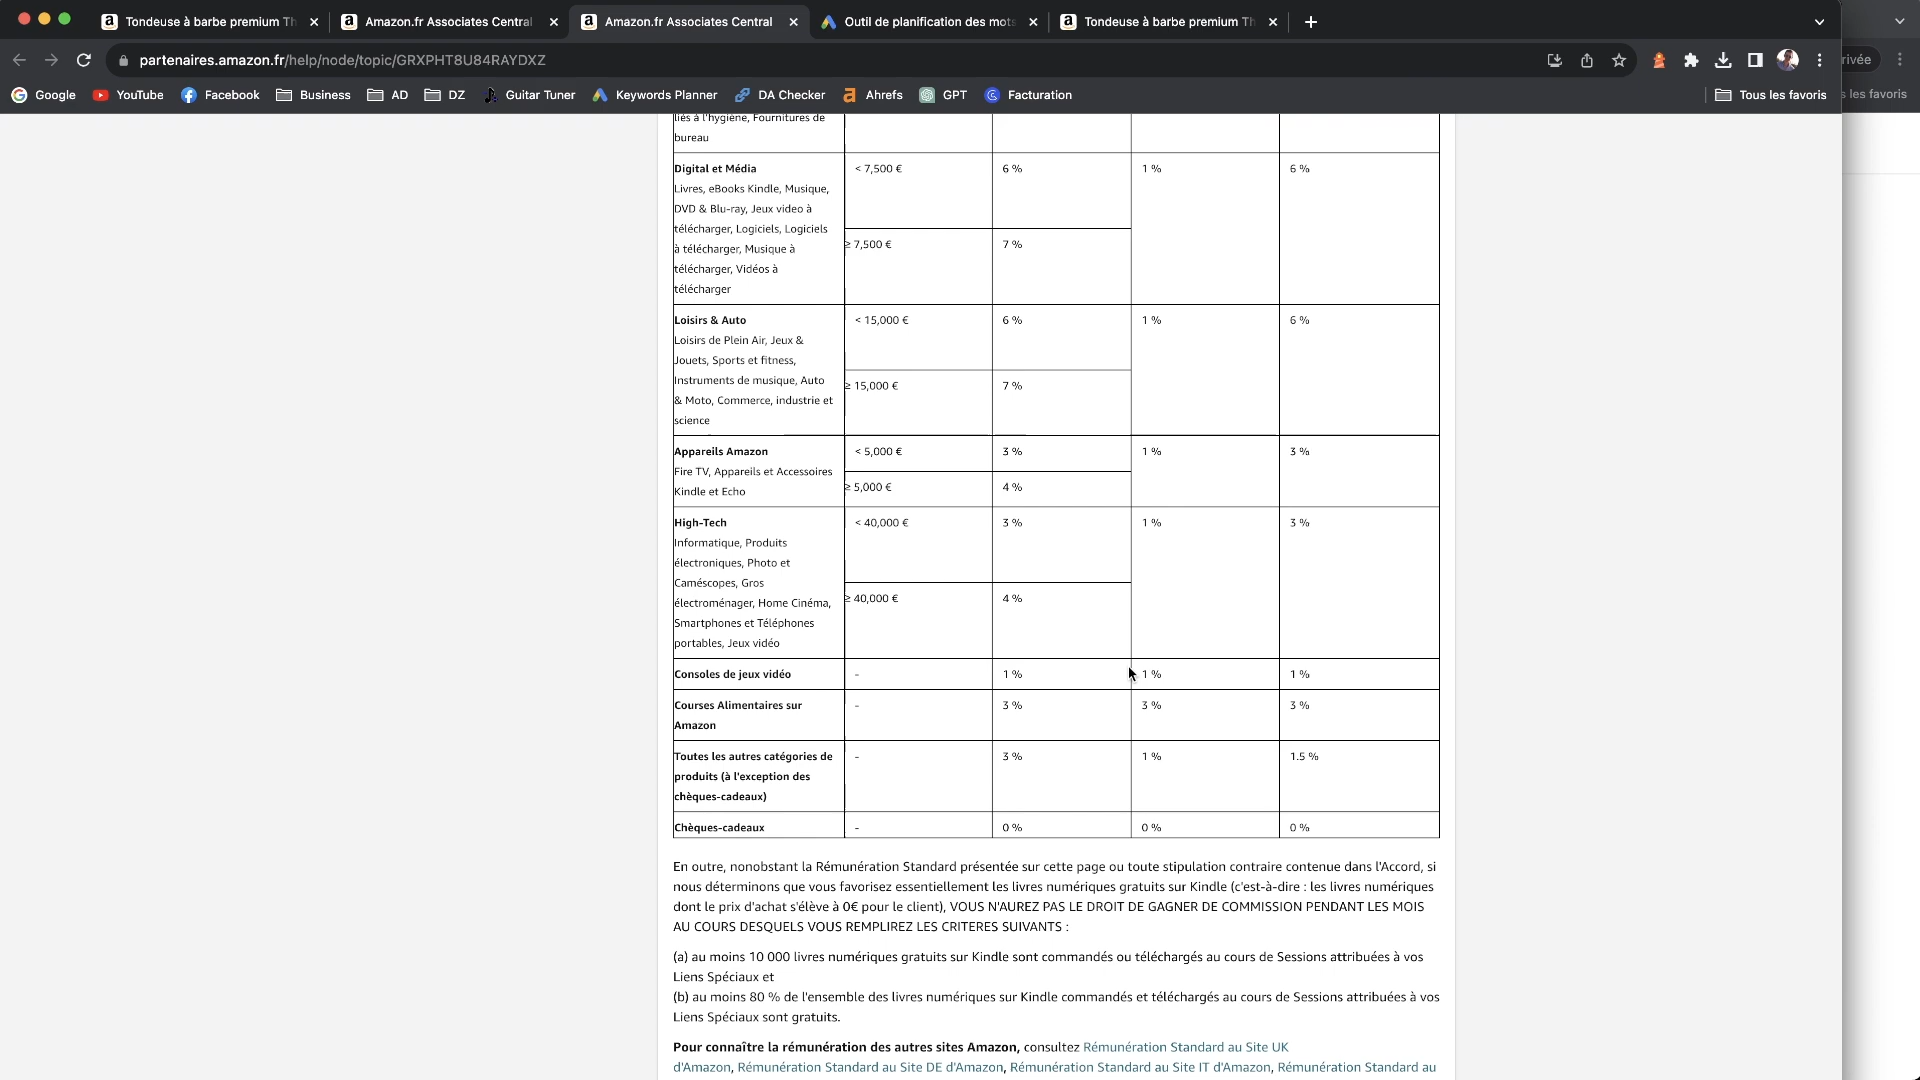 Tondeuse à barbe premium Th
Amazon.fr Associates Central
Amazon.fr Associates Central
Outil de planification des mots
Tondeuse à barbe premium Th
partenaires.amazon.fr/help/node/topic/GRXPHT8U84RAYDXZ
rivée
Google
YouTube
Facebook
Business
AD
DZ
Guitar Tuner
Keywords Planner
DA Checker
Ahrefs
GPT
Facturation
Tous les favoris
s les favoris
liés à l'hygiène, Fournitures de
bureau
Digital et Média
Livres, eBooks Kindle, Musique,
DVD & Blu-ray, Jeux video à
télécharger, Logiciels, Logiciels
à télécharger, Musique à
télécharger, Vidéos à
télécharger
< 7,500 €
6 %
1 %
6 %
≥ 7,500 €
7 %
Loisirs & Auto
Loisirs de Plein Air, Jeux &
Jouets, Sports et fitness,
Instruments de musique, Auto
& Moto, Commerce, industrie et
science
< 15,000 €
6 %
1 %
6 %
≥ 15,000 €
7 %
Appareils Amazon
Fire TV, Appareils et Accessoires
Kindle et Echo
< 5,000 €
3 %
1 %
3 %
≥ 5,000 €
4 %
High-Tech
Informatique, Produits
électroniques, Photo et
Caméscopes, Gros
électroménager, Home Cinéma,
Smartphones et Téléphones
portables, Jeux vidéo
< 40,000 €
3 %
1 %
3 %
≥ 40,000 €
4 %
Consoles de jeux vidéo
-
1 %
1 %
1 %
Courses Alimentaires sur
Amazon
-
3 %
3 %
3 %
Toutes les autres catégories de
produits (à l'exception des
chèques-cadeaux)
-
3 %
1 %
1.5 %
Chèques-cadeaux
-
0 %
0 %
0 %
En outre, nonobstant la Rémunération Standard présentée sur cette page ou toute stipulation contraire contenue dans l'Accord, si
nous déterminons que vous favorisez essentiellement les livres numériques gratuits sur Kindle (c'est-à-dire : les livres numériques
dont le prix d'achat s'élève à 0€ pour le client), VOUS N'AUREZ PAS LE DROIT DE GAGNER DE COMMISSION PENDANT LES MOIS
AU COURS DESQUELS VOUS REMPLIREZ LES CRITERES SUIVANTS :
(a) au moins 10 000 livres numériques gratuits sur Kindle sont commandés ou téléchargés au cours de Sessions attribuées à vos
Liens Spéciaux et
(b) au moins 80 % de l'ensemble des livres numériques sur Kindle commandés et téléchargés au cours de Sessions attribuées à vos
Liens Spéciaux sont gratuits.
Pour connaître la rémunération des autres sites Amazon, consultez Rémunération Standard au Site UK
d'Amazon, Rémunération Standard au Site DE d'Amazon, Rémunération Standard au Site IT d'Amazon, Rémunération Standard au